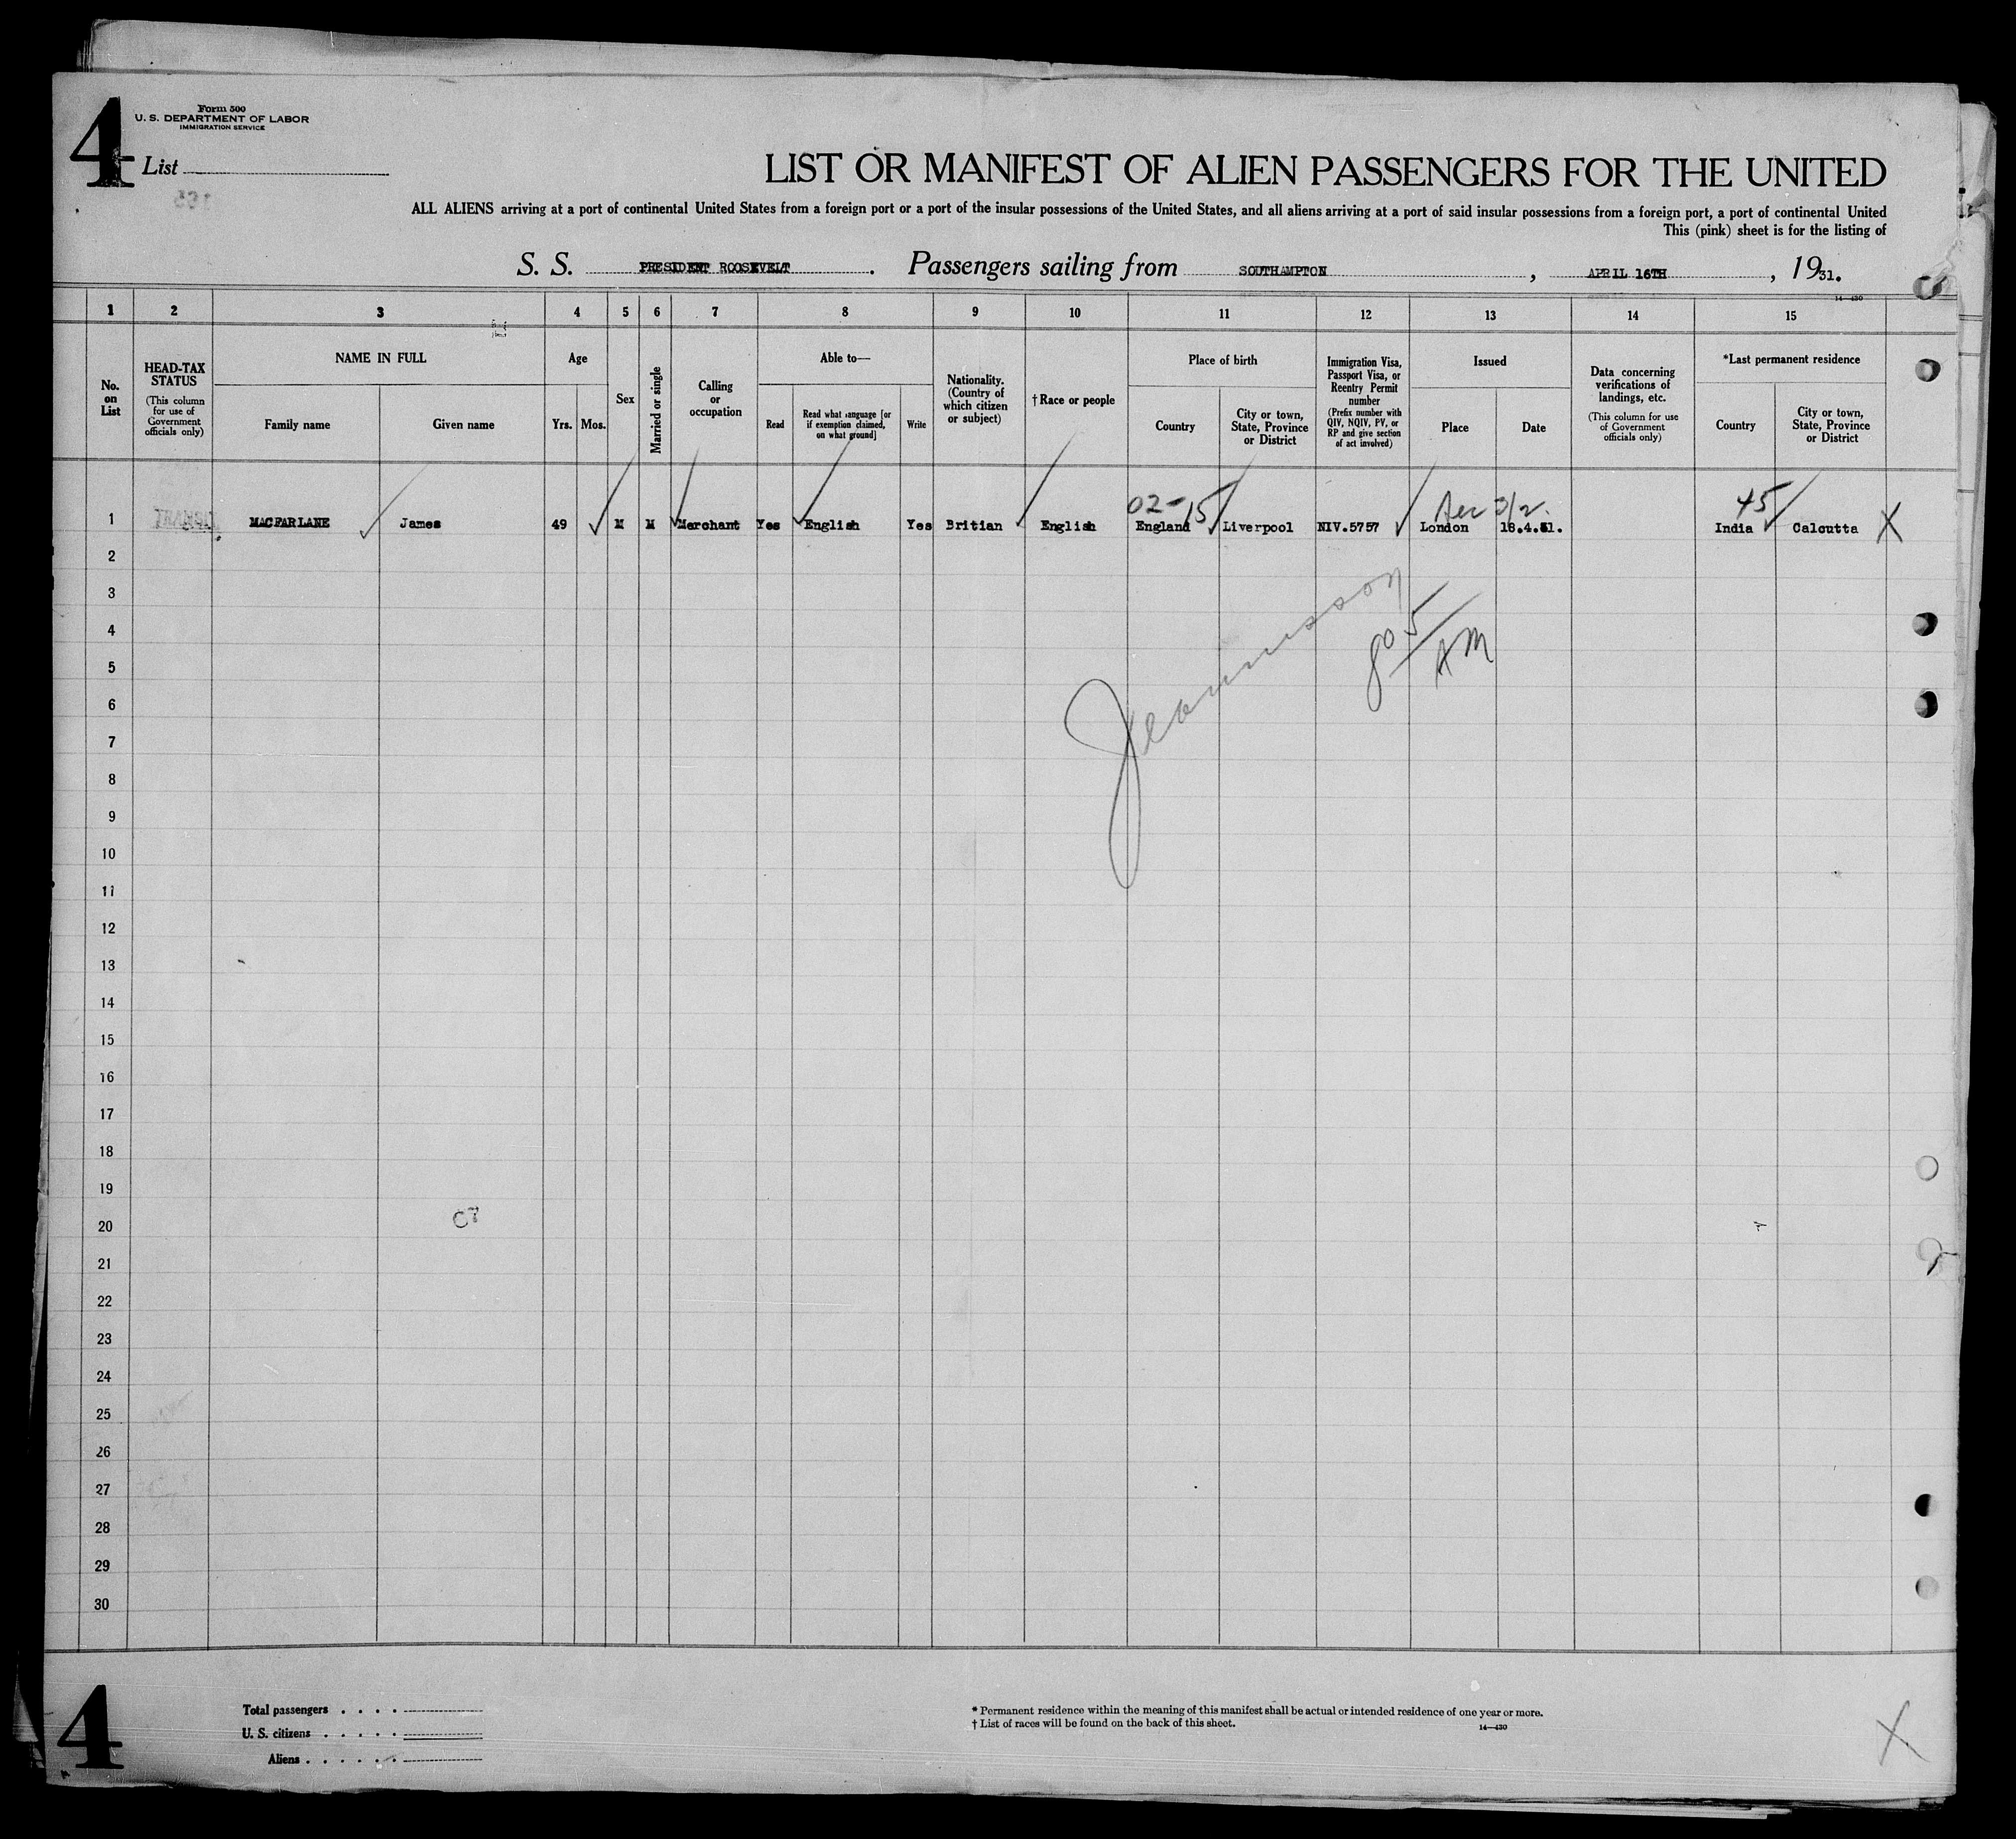 4
Form 500
U. S. DEPARTMENT OF LABOR
IMMIGRATION SERVICE
List
LIST OR MANIFEST OF ALIEN PASSENGERS FOR THE UNITED
ALL ALIENS arriving at a port of continental United States from a foreign port or a port of the insular possessions of the United States, and all aliens arriving at a port of said insular possessions from a foreign port, a port of continental United
This (pink) sheet is for the listing of
S. S. PRESIDENT ROOSEVELT. Passengers sailing from SOUTHAMPTON, APRIL 16TH, 1931.
14—430
1 2 3 4 5 6 7 8 9 10 11 12 13 14 15
No. on List
HEAD-TAX STATUS (This column for use of Government officials only)
NAME IN FULL
Family name
Given name
Age
Yrs.
Mos.
Sex
Married or single
Calling or occupation
Able to—
Read
Read what language [or if exemption claimed, on what ground]
Write
Nationality. (Country of which citizen or subject)
†Race or people
Place of birth
Country
City or town, State, Province or District
Immigration Visa, Passport Visa, or Reentry Permit number (Prefix number with QIV, NQIV, PV, or RP and give section of act involved)
Issued
Place
Date
Data concerning verifications of landings, etc. (This column for use of Government officials only)
*Last permanent residence
Country
City or town, State, Province or District
02-15 45
1 MACFARLANE James 49 M M Merchant Yes English Yes Britian English England Liverpool NIV.5757 London India Calcutta X
2
3
4
5
6
7
8
9
10
11
12
13
14
15
16
17
18
19
20
21
22
23
24
25
26
27
28
29
30
80 5
AM
C7
4
Total passengers . . . .
U. S. citizens . . . . .
Aliens . . . . . .
* Permanent residence within the meaning of this manifest shall be actual or intended residence of one year or more.
† List of races will be found on the back of this sheet.
14—430
X